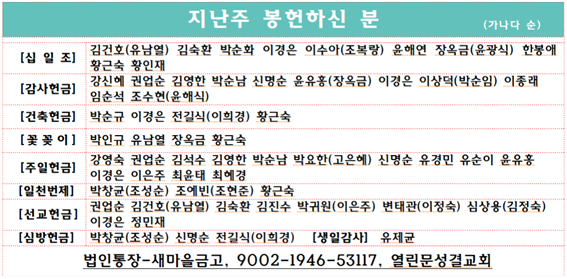 지난주 봉헌하신 분 (가나다 순)
[십 일 조] 김건호(유남열) 김숙환 박순화 이경은 이수아(조복랑) 윤해연 장옥금(윤광식) 한봉애
황근숙 황인재
[감사헌금] 강신혜 권업순 김영한 박순남 신명순 윤유흥(장옥금) 이경은 이상덕(박순임) 이종래
임순석 조수현(윤해식)
[건축헌금] 박순규 이경은 전길식(이희경) 황근숙
[꽃 꽂 이] 박인규 유남열 장옥금 황근숙
[주일헌금] 강영숙 권업순 김석수 김영한 박순남 박요한(고은혜) 신명순 유경민 유순이 윤유흥
이경은 이은주 최윤태 최혜경
[일천번제] 박창균(조성순) 조예빈(조현준) 황근숙
[선교헌금] 권업순 김건호(유남열) 김숙환 김진수 박귀원(이은주) 변태관(이정숙) 심상용(김정숙)
이경은 정민재
[심방헌금] 박창균(조성순) 신명순 전길식(이희경) [생일감사] 유제균
법인통장-새마을금고, 9002-1946-53117, 열린문성결교회